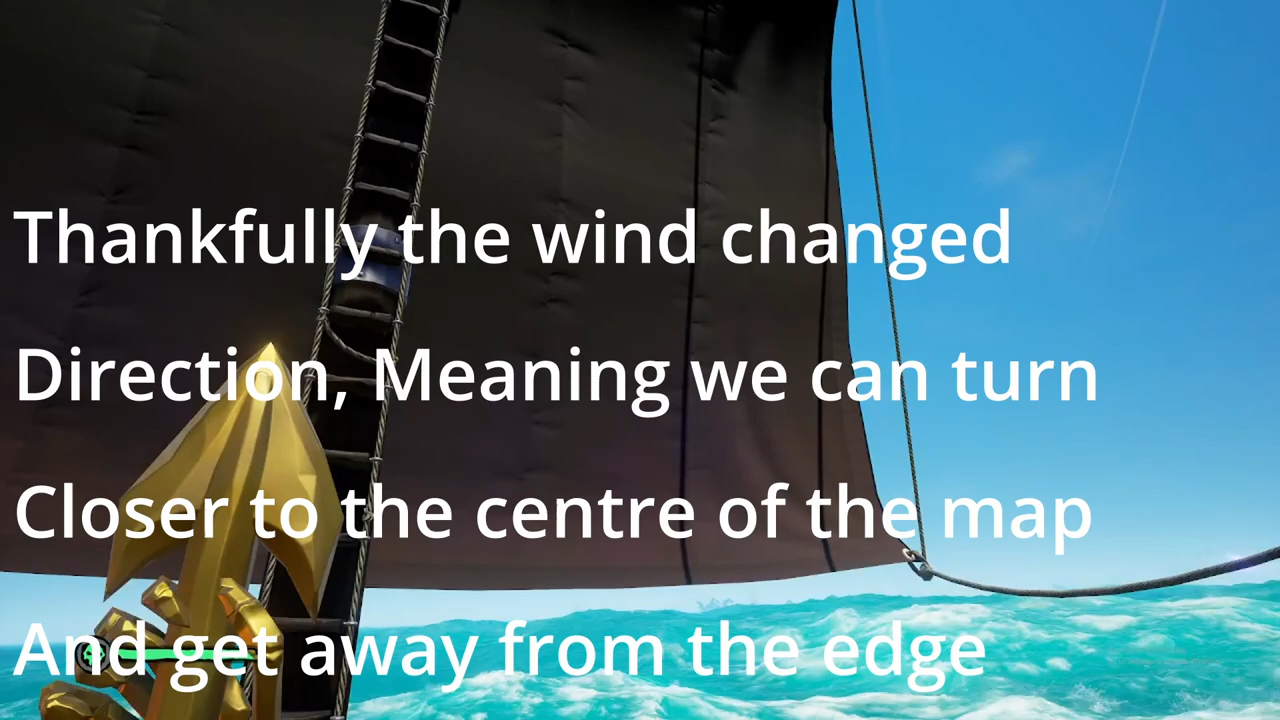 Thankfully the wind changed
Direction, Meaning we can turn
Closer to the centre of the map
And get away from the edge